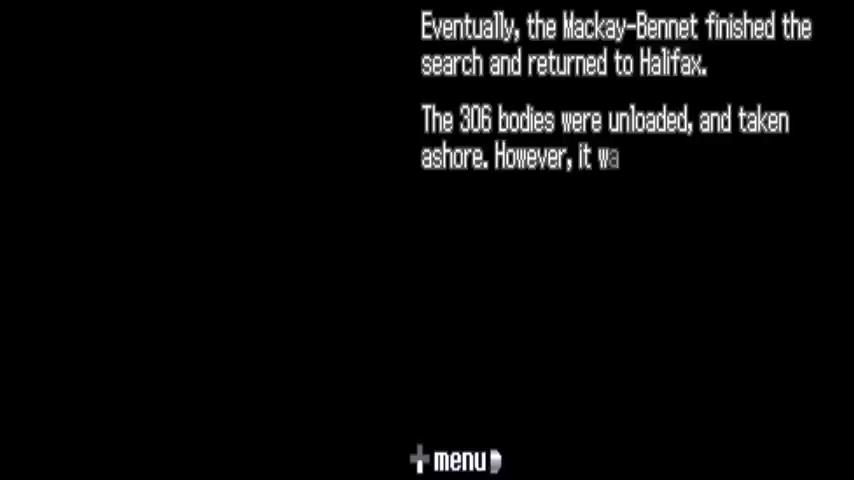 Eventually, the Mackay-Bennet finished the
search and returned to Halifax.
The 306 bodies were unloaded, and taken
ashore. However, it wa
menu